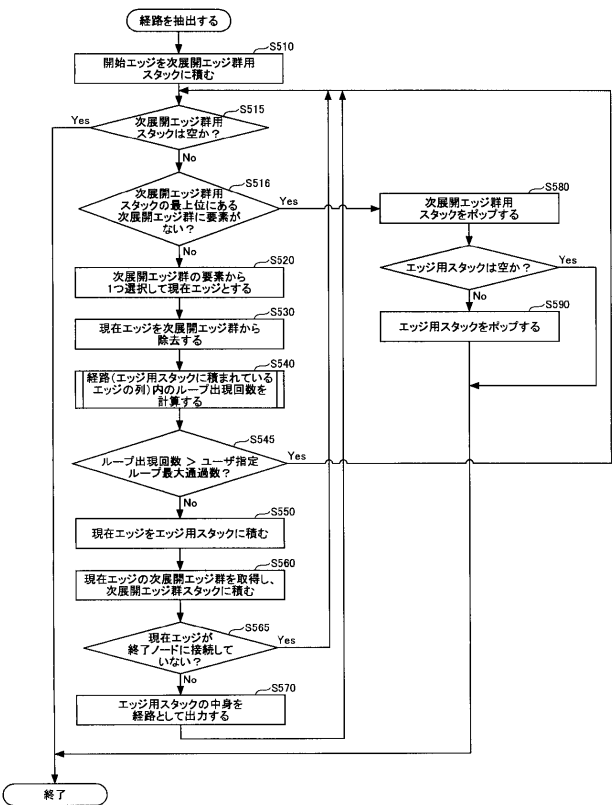 経路を抽出する
S510
開始エッジを次展開エッジ群用
スタックに積む
S515
次展開エッジ群用
スタックは空か？
Yes
No
S516
次展開エッジ群用
スタックの最上位にある
次展開エッジ群に要素が
ない？
Yes
No
S580
次展開エッジ群用
スタックをポップする
エッジ用スタックは空か？
Yes
No
S590
エッジ用スタックをポップする
S520
次展開エッジ群の要素から
1つ選択して現在エッジとする
S530
現在エッジを次展開エッジ群から
除去する
S540
経路（エッジ用スタックに積まれている
エッジの列）内のループ出現回数を
計算する
S545
ループ出現回数 > ユーザ指定
ループ最大通過数？
Yes
No
S550
現在エッジをエッジ用スタックに積む
S560
現在エッジの次展開エッジ群を取得し、
次展開エッジ群スタックに積む
S565
現在エッジが
終了ノードに接続して
いない？
Yes
No
S570
エッジ用スタックの中身を
経路として出力する
終了